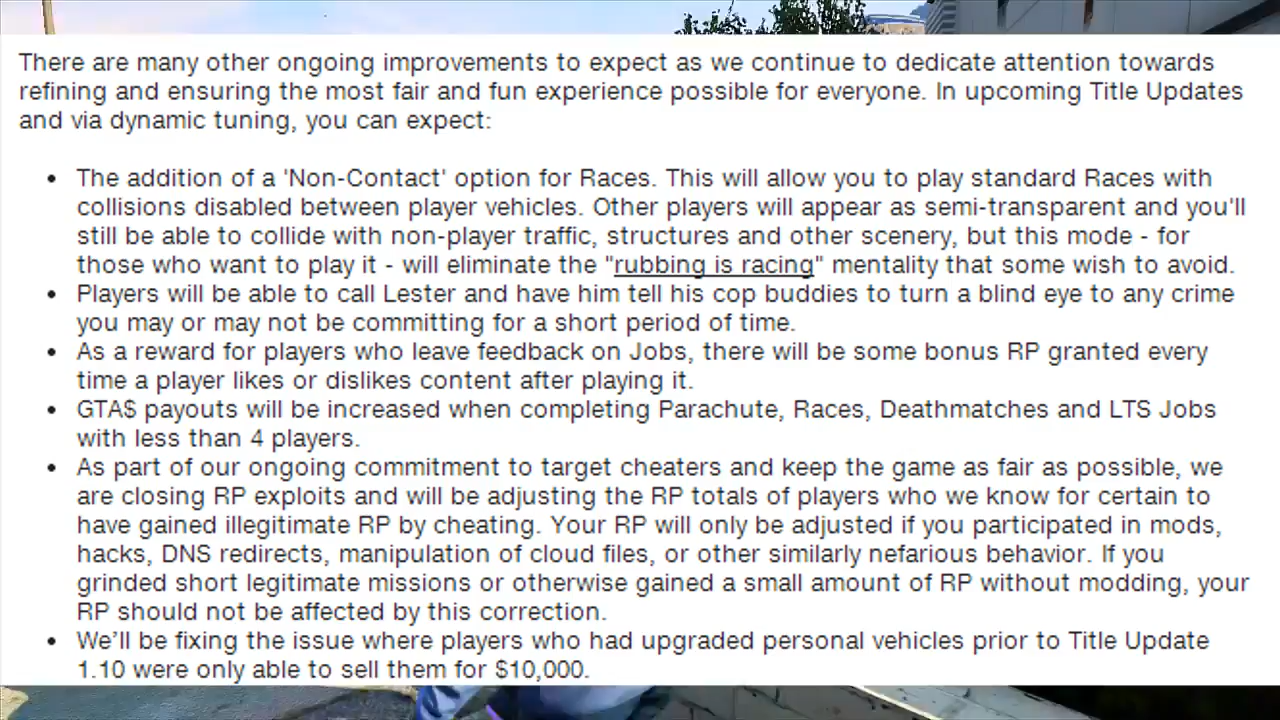 There are many other ongoing improvements to expect as we continue to dedicate attention towards
refining and ensuring the most fair and fun experience possible for everyone. In upcoming Title Updates
and via dynamic tuning, you can expect:
• The addition of a 'Non-Contact' option for Races. This will allow you to play standard Races with
collisions disabled between player vehicles. Other players will appear as semi-transparent and you'll
still be able to collide with non-player traffic, structures and other scenery, but this mode - for
those who want to play it - will eliminate the "rubbing is racing" mentality that some wish to avoid.
• Players will be able to call Lester and have him tell his cop buddies to turn a blind eye to any crime
you may or may not be committing for a short period of time.
• As a reward for players who leave feedback on Jobs, there will be some bonus RP granted every
time a player likes or dislikes content after playing it.
• GTA$ payouts will be increased when completing Parachute, Races, Deathmatches and LTS Jobs
with less than 4 players.
• As part of our ongoing commitment to target cheaters and keep the game as fair as possible, we
are closing RP exploits and will be adjusting the RP totals of players who we know for certain to
have gained illegitimate RP by cheating. Your RP will only be adjusted if you participated in mods,
hacks, DNS redirects, manipulation of cloud files, or other similarly nefarious behavior. If you
grinded short legitimate missions or otherwise gained a small amount of RP without modding, your
RP should not be affected by this correction.
• We’ll be fixing the issue where players who had upgraded personal vehicles prior to Title Update
1.10 were only able to sell them for $10,000.